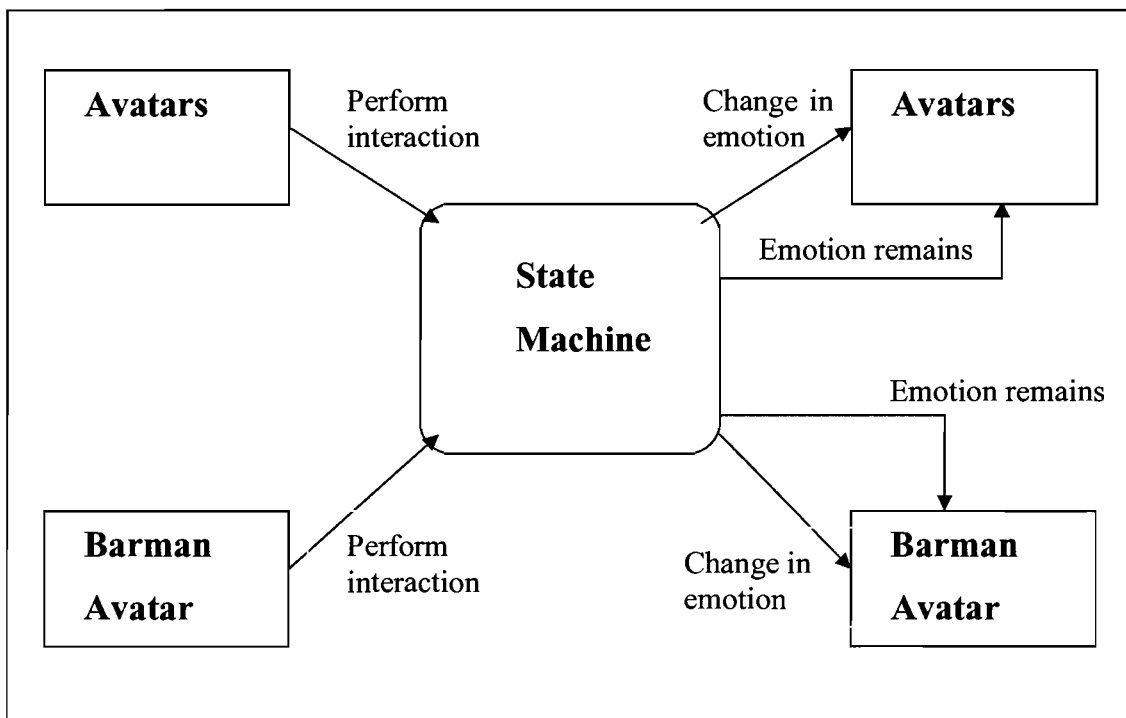 Avatars
Perform
interaction
Change in
emotion
Avatars
Emotion remains
State
Machine
Emotion remains
Barman
Avatar
Perform
interaction
Change in
emotion
Barman
Avatar